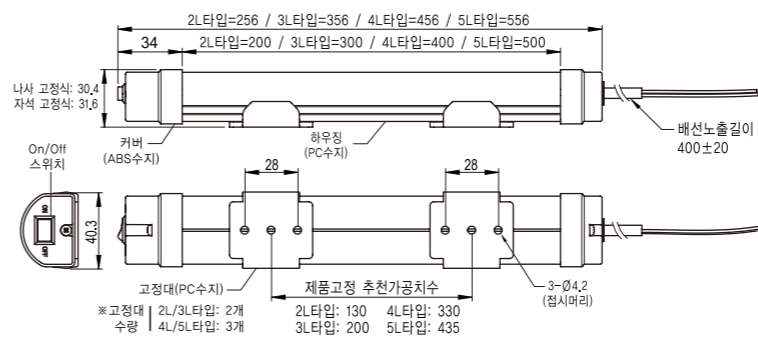 2L타입=256 / 3L타입=356 / 4L타입=456 / 5L타입=556
34
2L타입=200 / 3L타입=300 / 4L타입=400 / 5L타입=500
나사 고정식: 30.4
자석 고정식: 31.6
커버
(ABS수지)
하우징
(PC수지)
배선노출길이
400±20
On/Off
스위치
ON
OFF
40.3
28
28
고정대(PC수지)
제품고정 추천가공치수
3-Ø4.2
(접시머리)
※고정대 수량
2L/3L타입: 2개
4L/5L타입: 3개
2L타입: 130 4L타입: 330
3L타입: 200 5L타입: 435